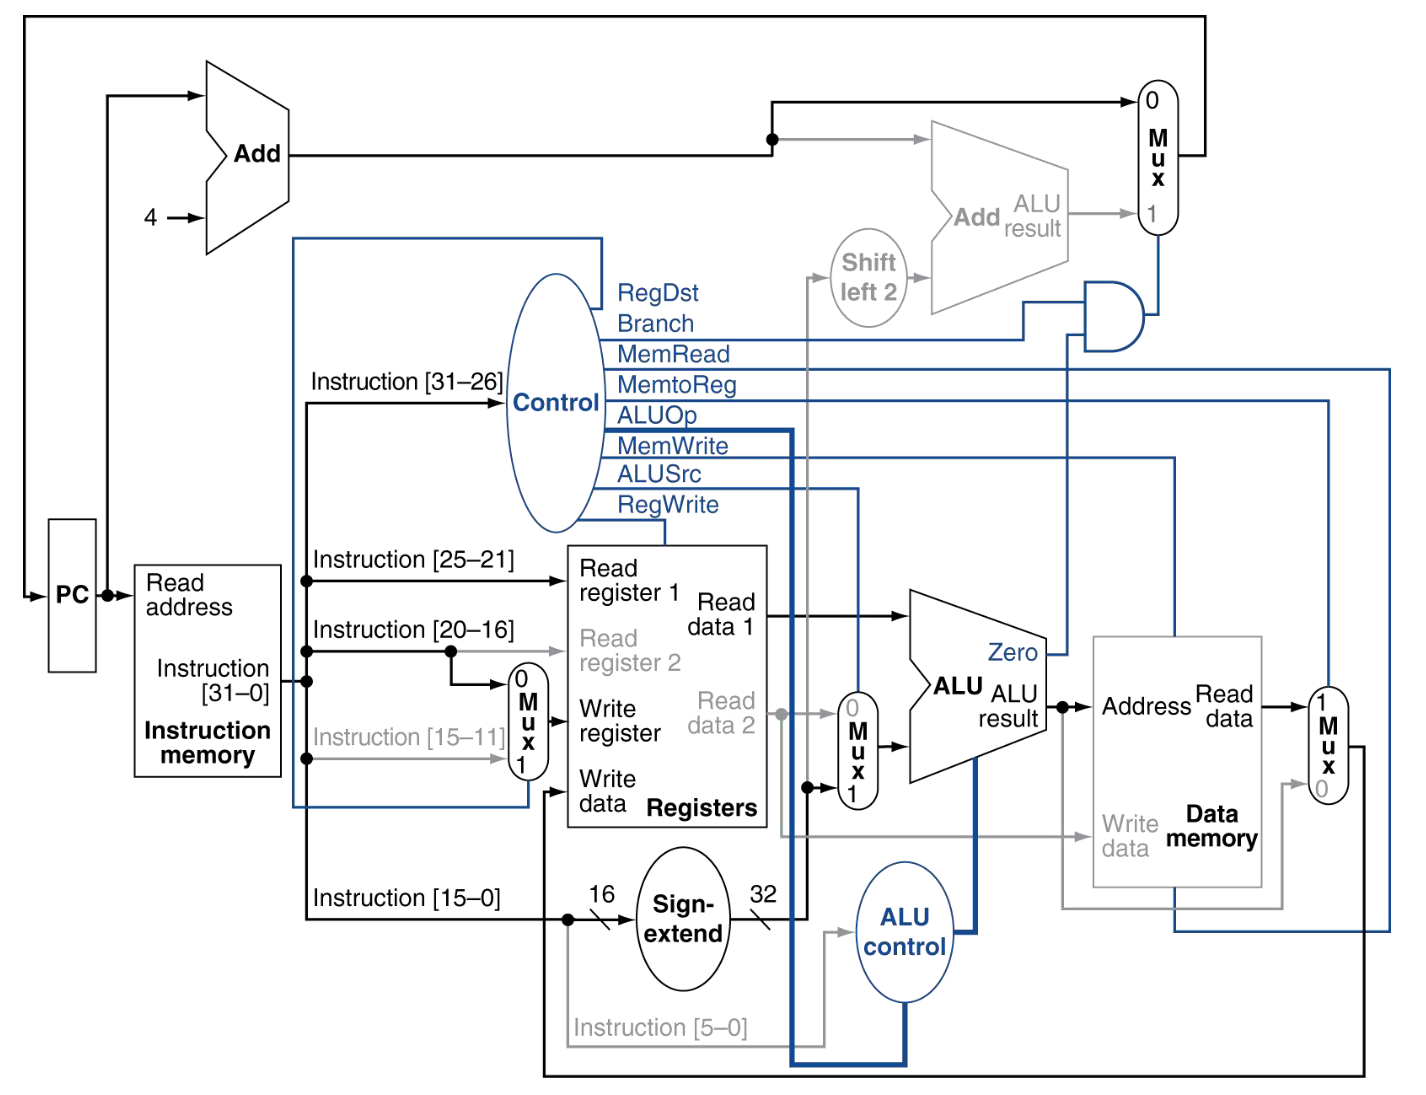 0
M
u
x
1
Add
ALU
result
Add
4
Shift
left 2
RegDst
Branch
MemRead
MemtoReg
ALUOp
MemWrite
ALUSrc
RegWrite
Instruction [31–26]
Control
Instruction [25–21]
Instruction [20–16]
Instruction [15–11]
Instruction [15–0]
Instruction [5–0]
PC
Read
address
Instruction
[31–0]
Instruction
memory
0
M
u
x
1
Read
register 1
Read
register 2
Write
register
Write
data
Read
data 1
Read
data 2
Registers
16
Sign-
extend
32
0
M
u
x
1
Zero
ALU
ALU
result
ALU
control
Address
Read
data
Write
data
Data
memory
1
M
u
x
0